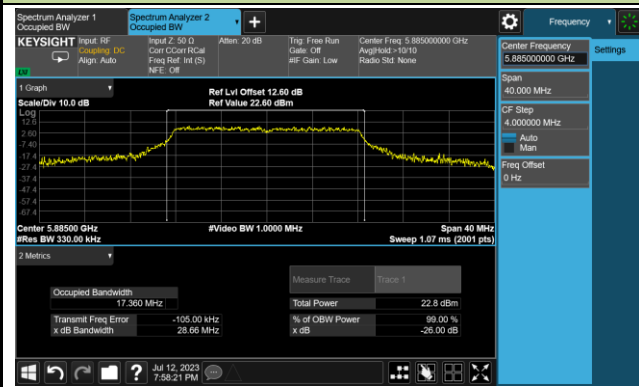 Spectrum Analyzer 1
Occupied BW
Spectrum Analyzer 2
Occupied BW
Frequency
KEYSIGHT
Input: RF
Coupling: DC
Align: Auto
Input Z: 50 Ω
Corr CCorr RCal
Freq Ref: Int (S)
NFE: Off
Atten: 20 dB
Trig: Free Run
Gate: Off
#IF Gain: Low
Center Freq: 5.885000000 GHz
Avg|Hold:>10/10
Radio Std: None
LXI
Center Frequency
5.885000000 GHz
Settings
Span
40.000 MHz
CF Step
4.000000 MHz
Auto
Man
Freq Offset
0 Hz
1 Graph
Scale/Div 10.0 dB
Ref Lvl Offset 12.60 dB
Ref Value 22.60 dBm
Log
12.6
2.60
-7.40
-17.4
-27.4
-37.4
-47.4
-57.4
-67.4
Center 5.88500 GHz
#Res BW 330.00 kHz
#Video BW 1.0000 MHz
Span 40 MHz
Sweep 1.07 ms (2001 pts)
2 Metrics
Measure Trace
Trace 1
Occupied Bandwidth
17.360 MHz
Total Power
22.8 dBm
Transmit Freq Error
-105.00 kHz
% of OBW Power
99.00 %
x dB Bandwidth
28.66 MHz
x dB
-26.00 dB
Jul 12, 2023
7:58:21 PM